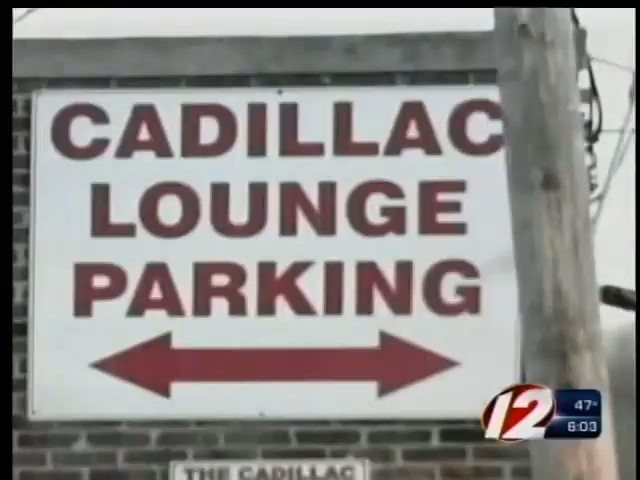 CADILLAC
LOUNGE
PARKING
12
47°
6:03
THE CADILLAC